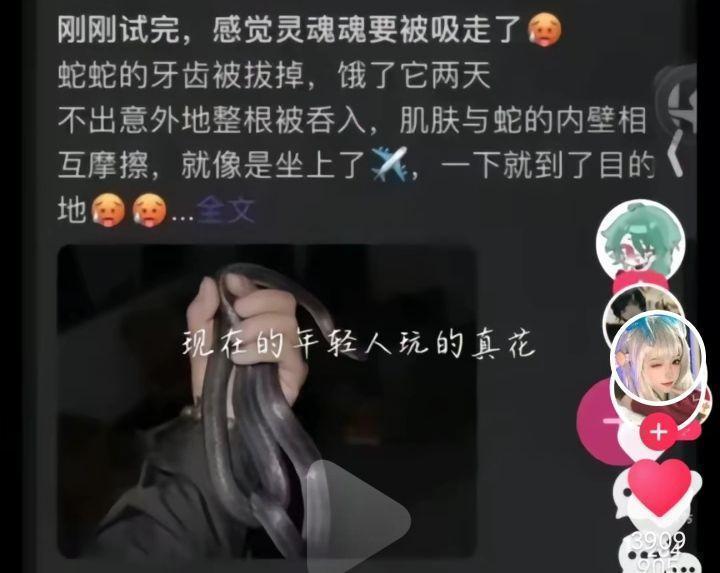 刚刚试完，感觉灵魂魂要被吸走了🥵
蛇蛇的牙齿被拔掉，饿了它两天
不出意外地整根被吞入，肌肤与蛇的内壁相
互摩擦，就像是坐上了✈️，一下就到了目的
地🥵🥵...全文
现在的年轻人玩的真花
3909